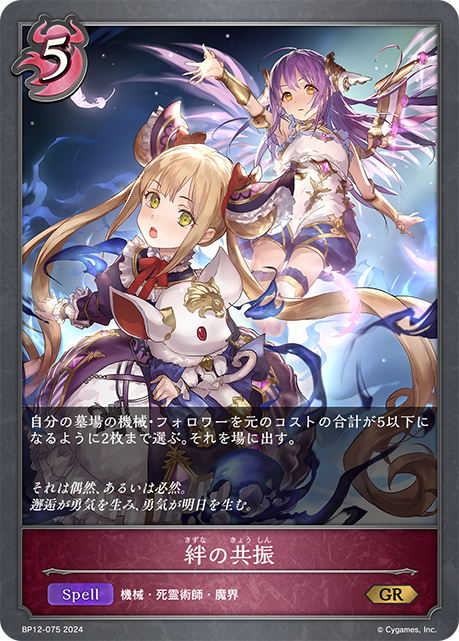 5
自分の墓場の機械・フォロワーを元のコストの合計が5以下に
なるように2枚まで選ぶ。それを場に出す。
それは偶然、あるいは必然。
邂逅が勇気を生み、勇気が明日を生む。
きずな きょう しん
絆の共振
Spell 機械・死霊術師・魔界 GR
BP12-075 2024 © Cygames, Inc.